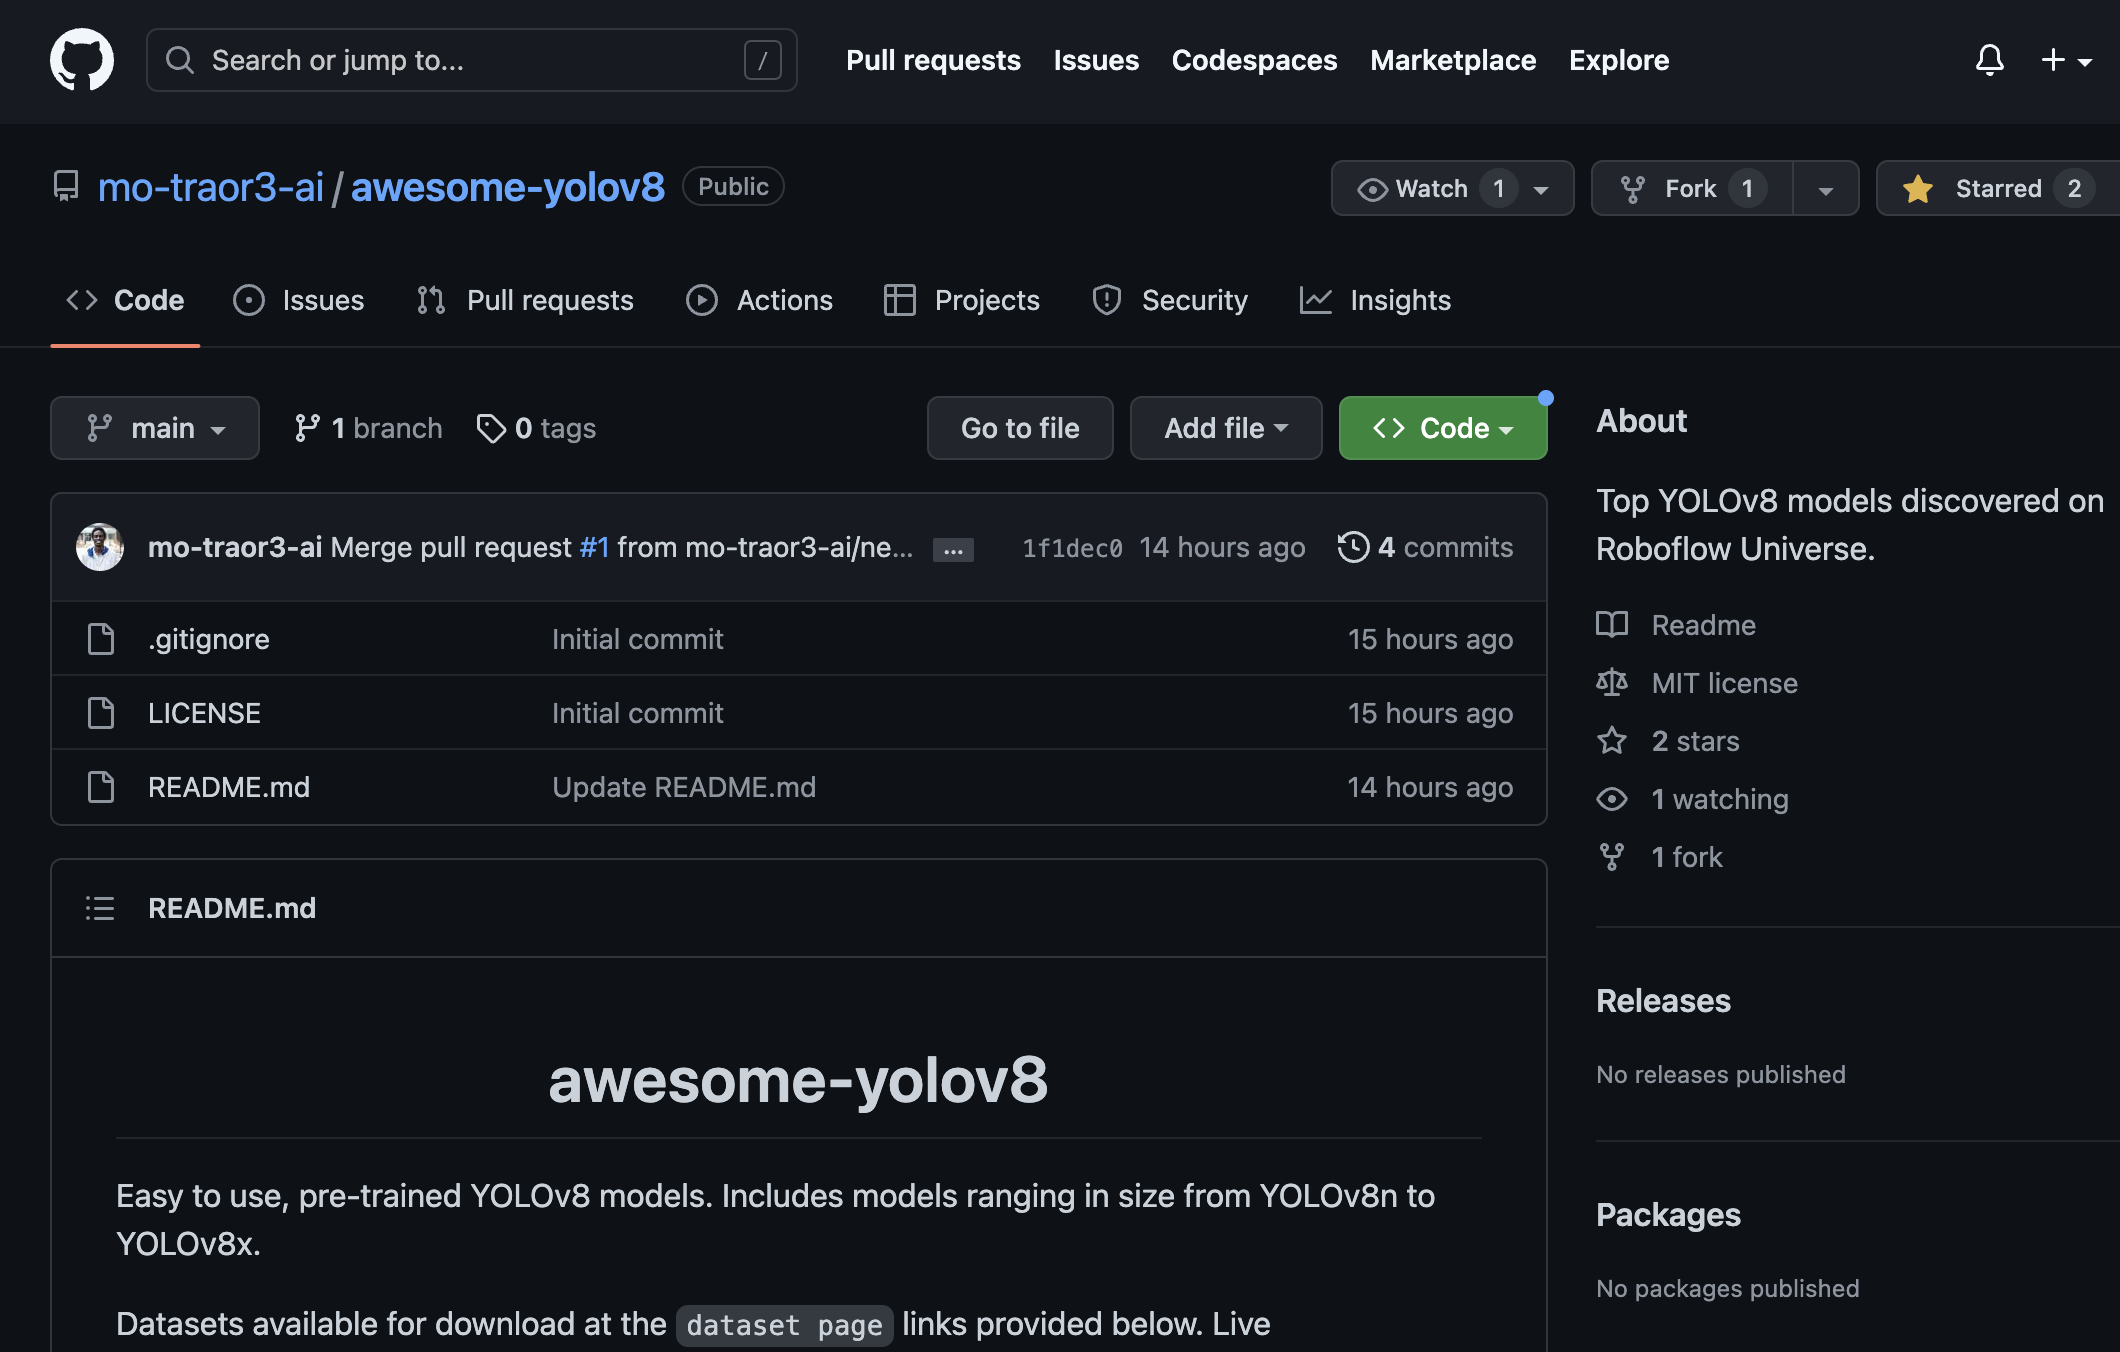 Search or jump to... /
Pull requests Issues Codespaces Marketplace Explore
mo-traor3-ai / awesome-yolov8 Public
Watch 1 Fork 1 Starred 2
Code Issues Pull requests Actions Projects Security Insights
main 1 branch 0 tags Go to file Add file Code
mo-traor3-ai Merge pull request #1 from mo-traor3-ai/ne... ... 1f1dec0 14 hours ago 4 commits
.gitignore Initial commit 15 hours ago
LICENSE Initial commit 15 hours ago
README.md Update README.md 14 hours ago
README.md
awesome-yolov8
Easy to use, pre-trained YOLOv8 models. Includes models ranging in size from YOLOv8n to
YOLOv8x.
Datasets available for download at the dataset page links provided below. Live
About
Top YOLOv8 models discovered on
Roboflow Universe.
Readme
MIT license
2 stars
1 watching
1 fork
Releases
No releases published
Packages
No packages published